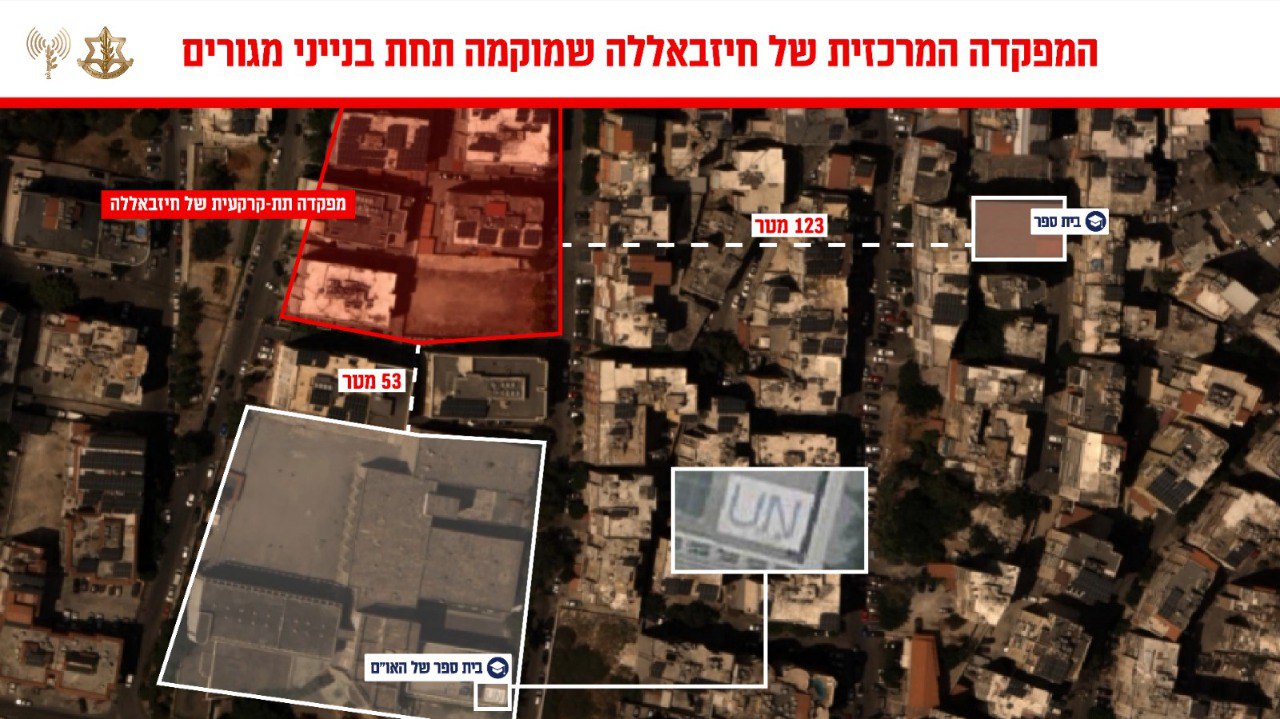 המפקדה המרכזית של חיזבאללה שמוקמה תחת בנייני מגורים
מפקדה תת-קרקעית של חיזבאללה
123 מטר
בית ספר
53 מטר
UN
בית ספר של האו"ם